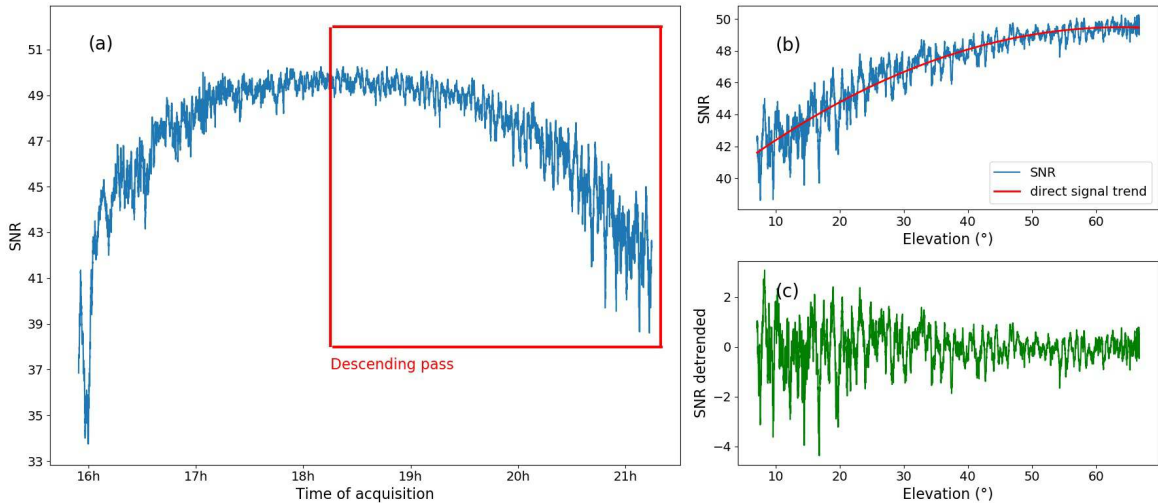 (a)
SNR
51
49
47
45
43
41
39
37
35
33
Descending pass
16h 17h 18h 19h 20h 21h
Time of acquisition
(b)
SNR
50
48
46
44
42
40
SNR
direct signal trend
10 20 30 40 50 60
Elevation (°)
(c)
SNR detrended
2
0
−2
−4
10 20 30 40 50 60
Elevation (°)